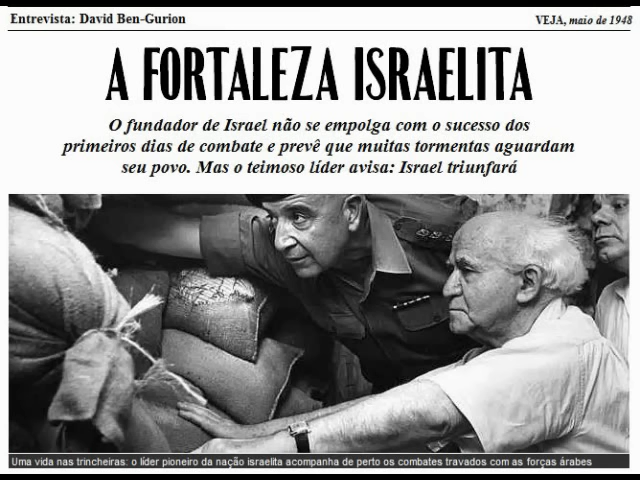 Entrevista: David Ben-Gurion
VEJA, maio de 1948
A FORTALEZA ISRAELITA
O fundador de Israel não se empolga com o sucesso dos
primeiros dias de combate e prevê que muitas tormentas aguardam
seu povo. Mas o teimoso líder avisa: Israel triunfará
Uma vida nas trincheiras: o líder pioneiro da nação israelita acompanha de perto os combates travados com as forças árabes